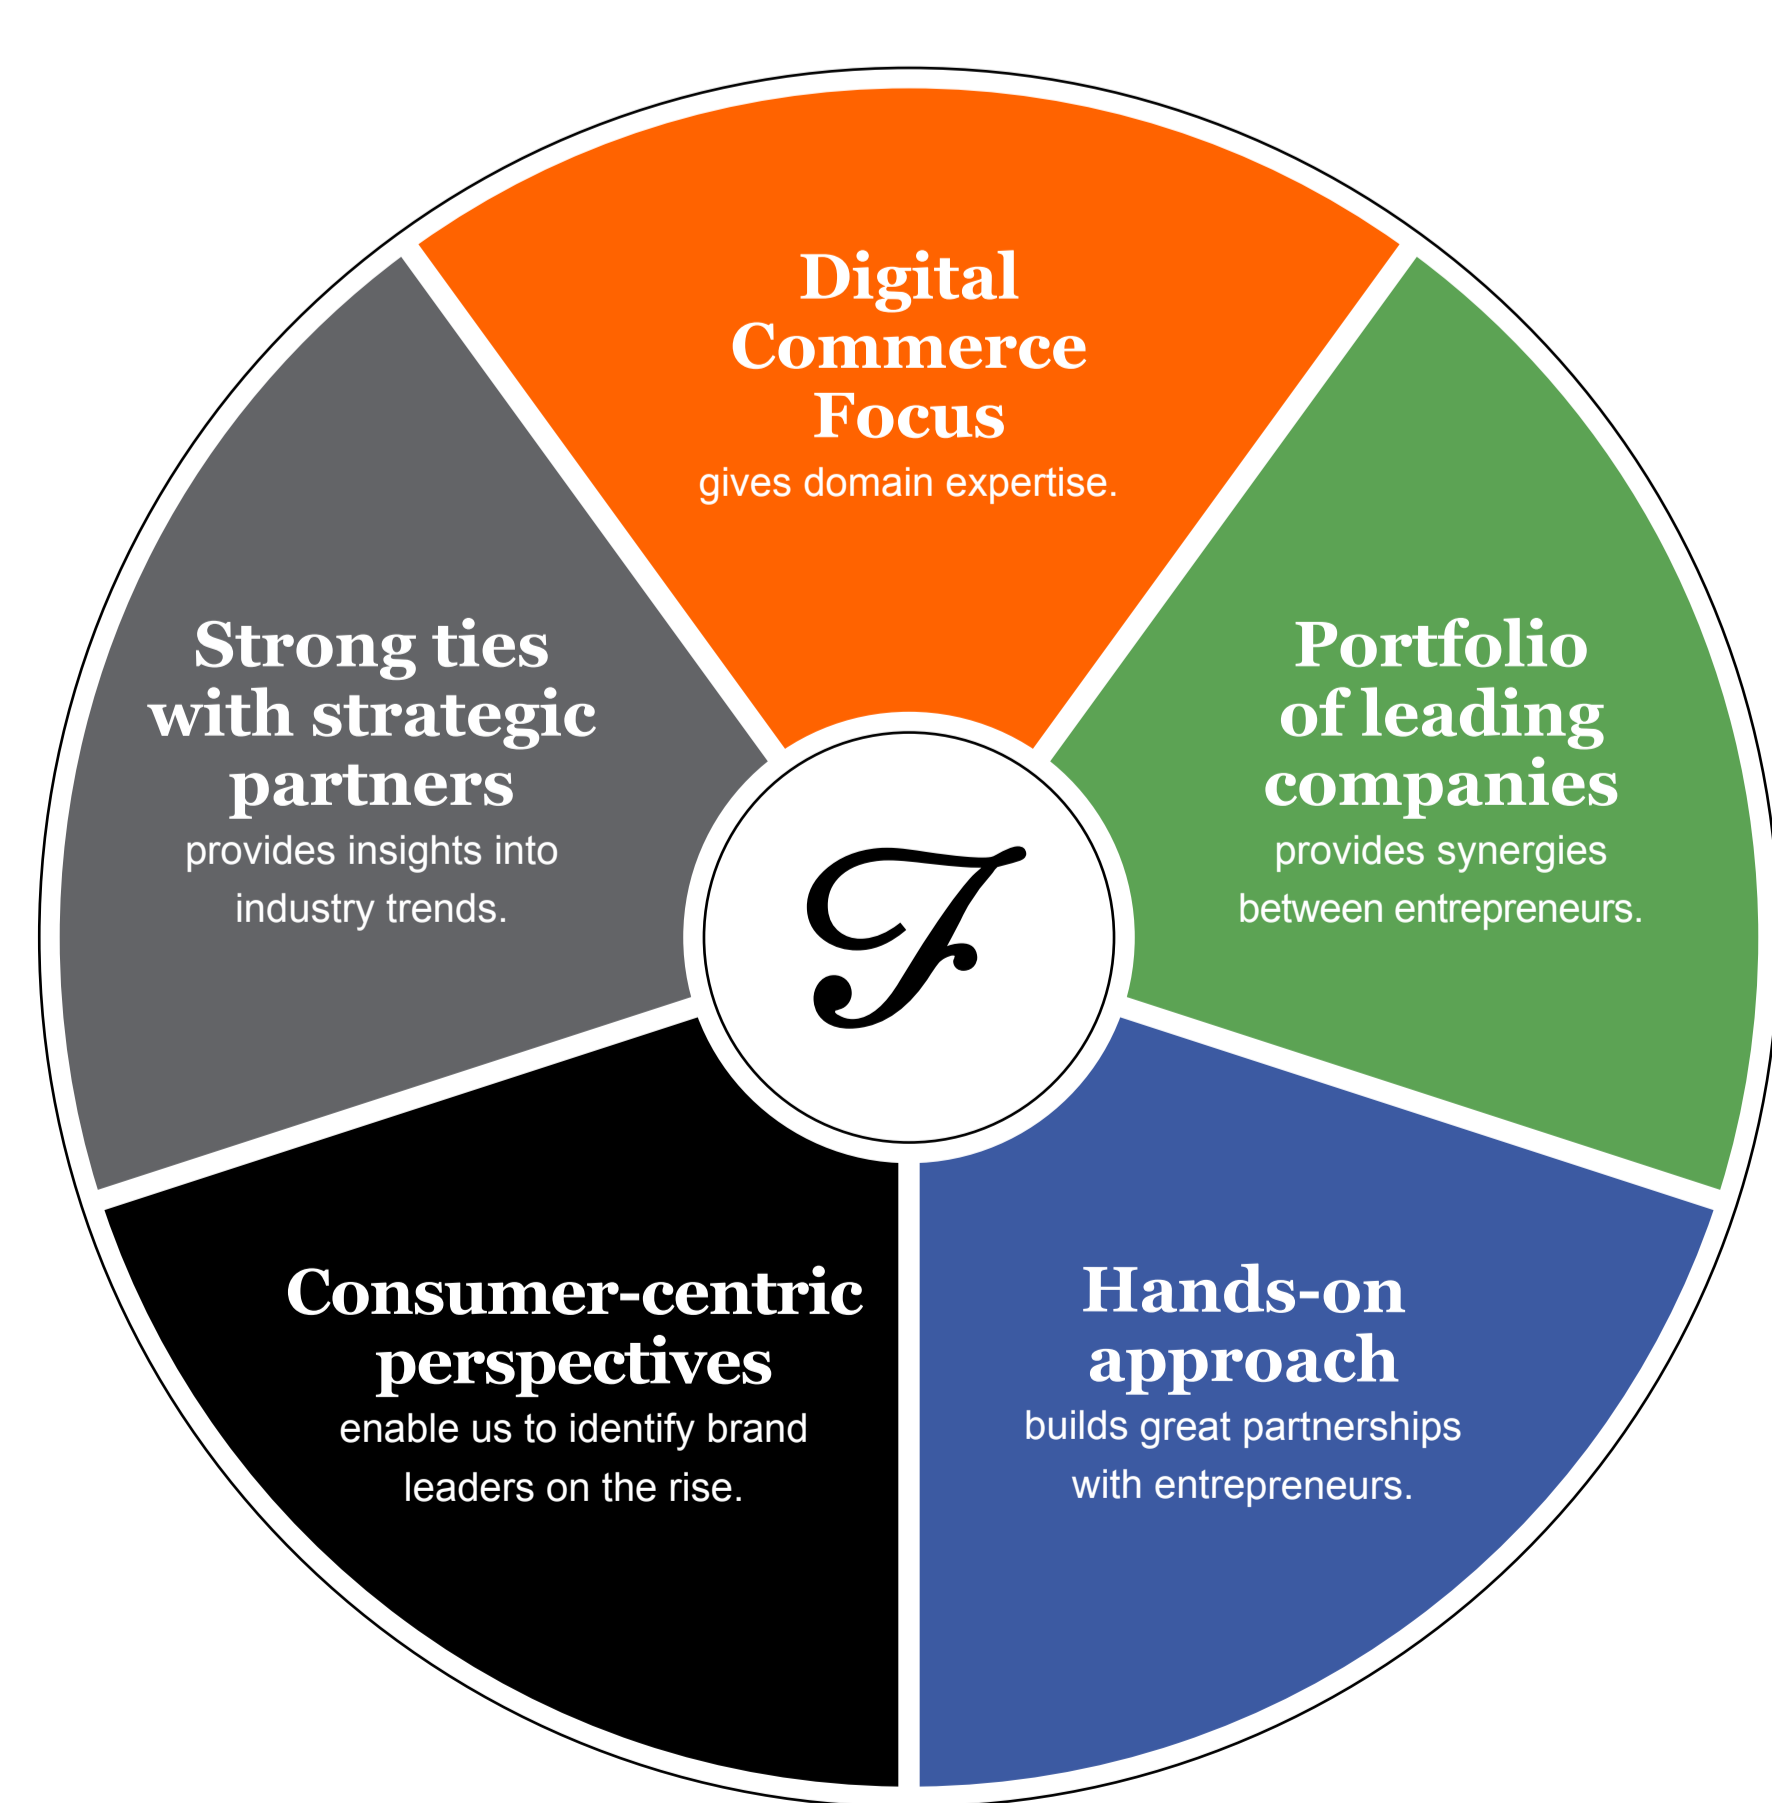 Digital
Commerce
Focus
gives domain expertise.
Portfolio
of leading
companies
provides synergies
between entrepreneurs.
Hands-on
approach
builds great partnerships
with entrepreneurs.
Consumer-centric
perspectives
enable us to identify brand
leaders on the rise.
Strong ties
with strategic
partners
provides insights into
industry trends.
F